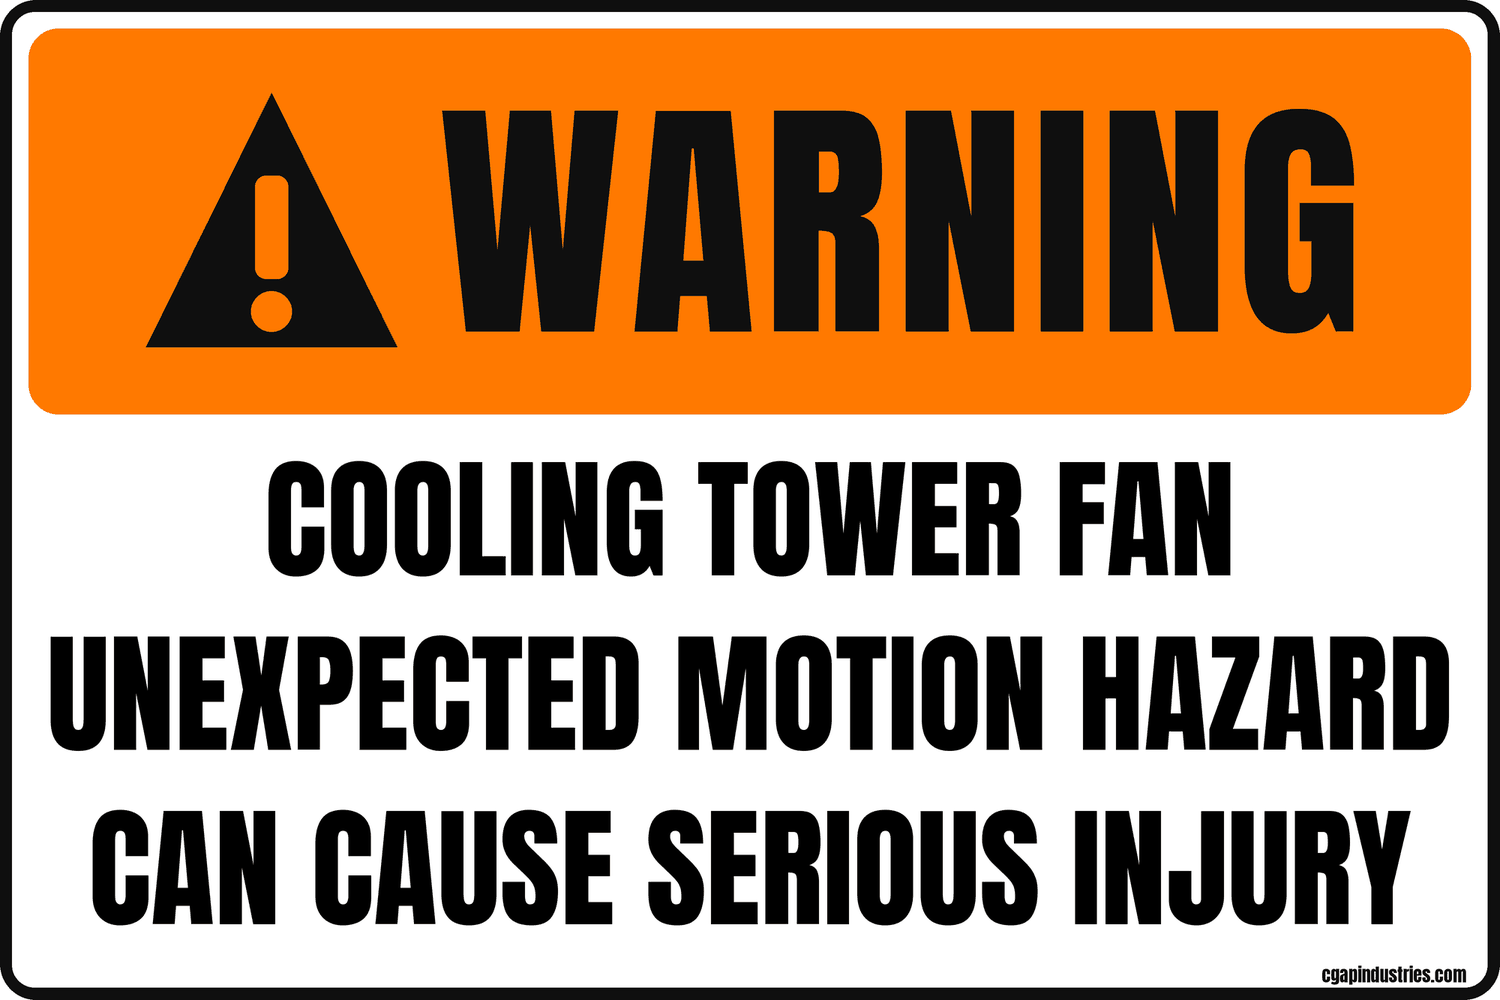 WARNING
COOLING TOWER FAN
UNEXPECTED MOTION HAZARD
CAN CAUSE SERIOUS INJURY
cgapindustries.com